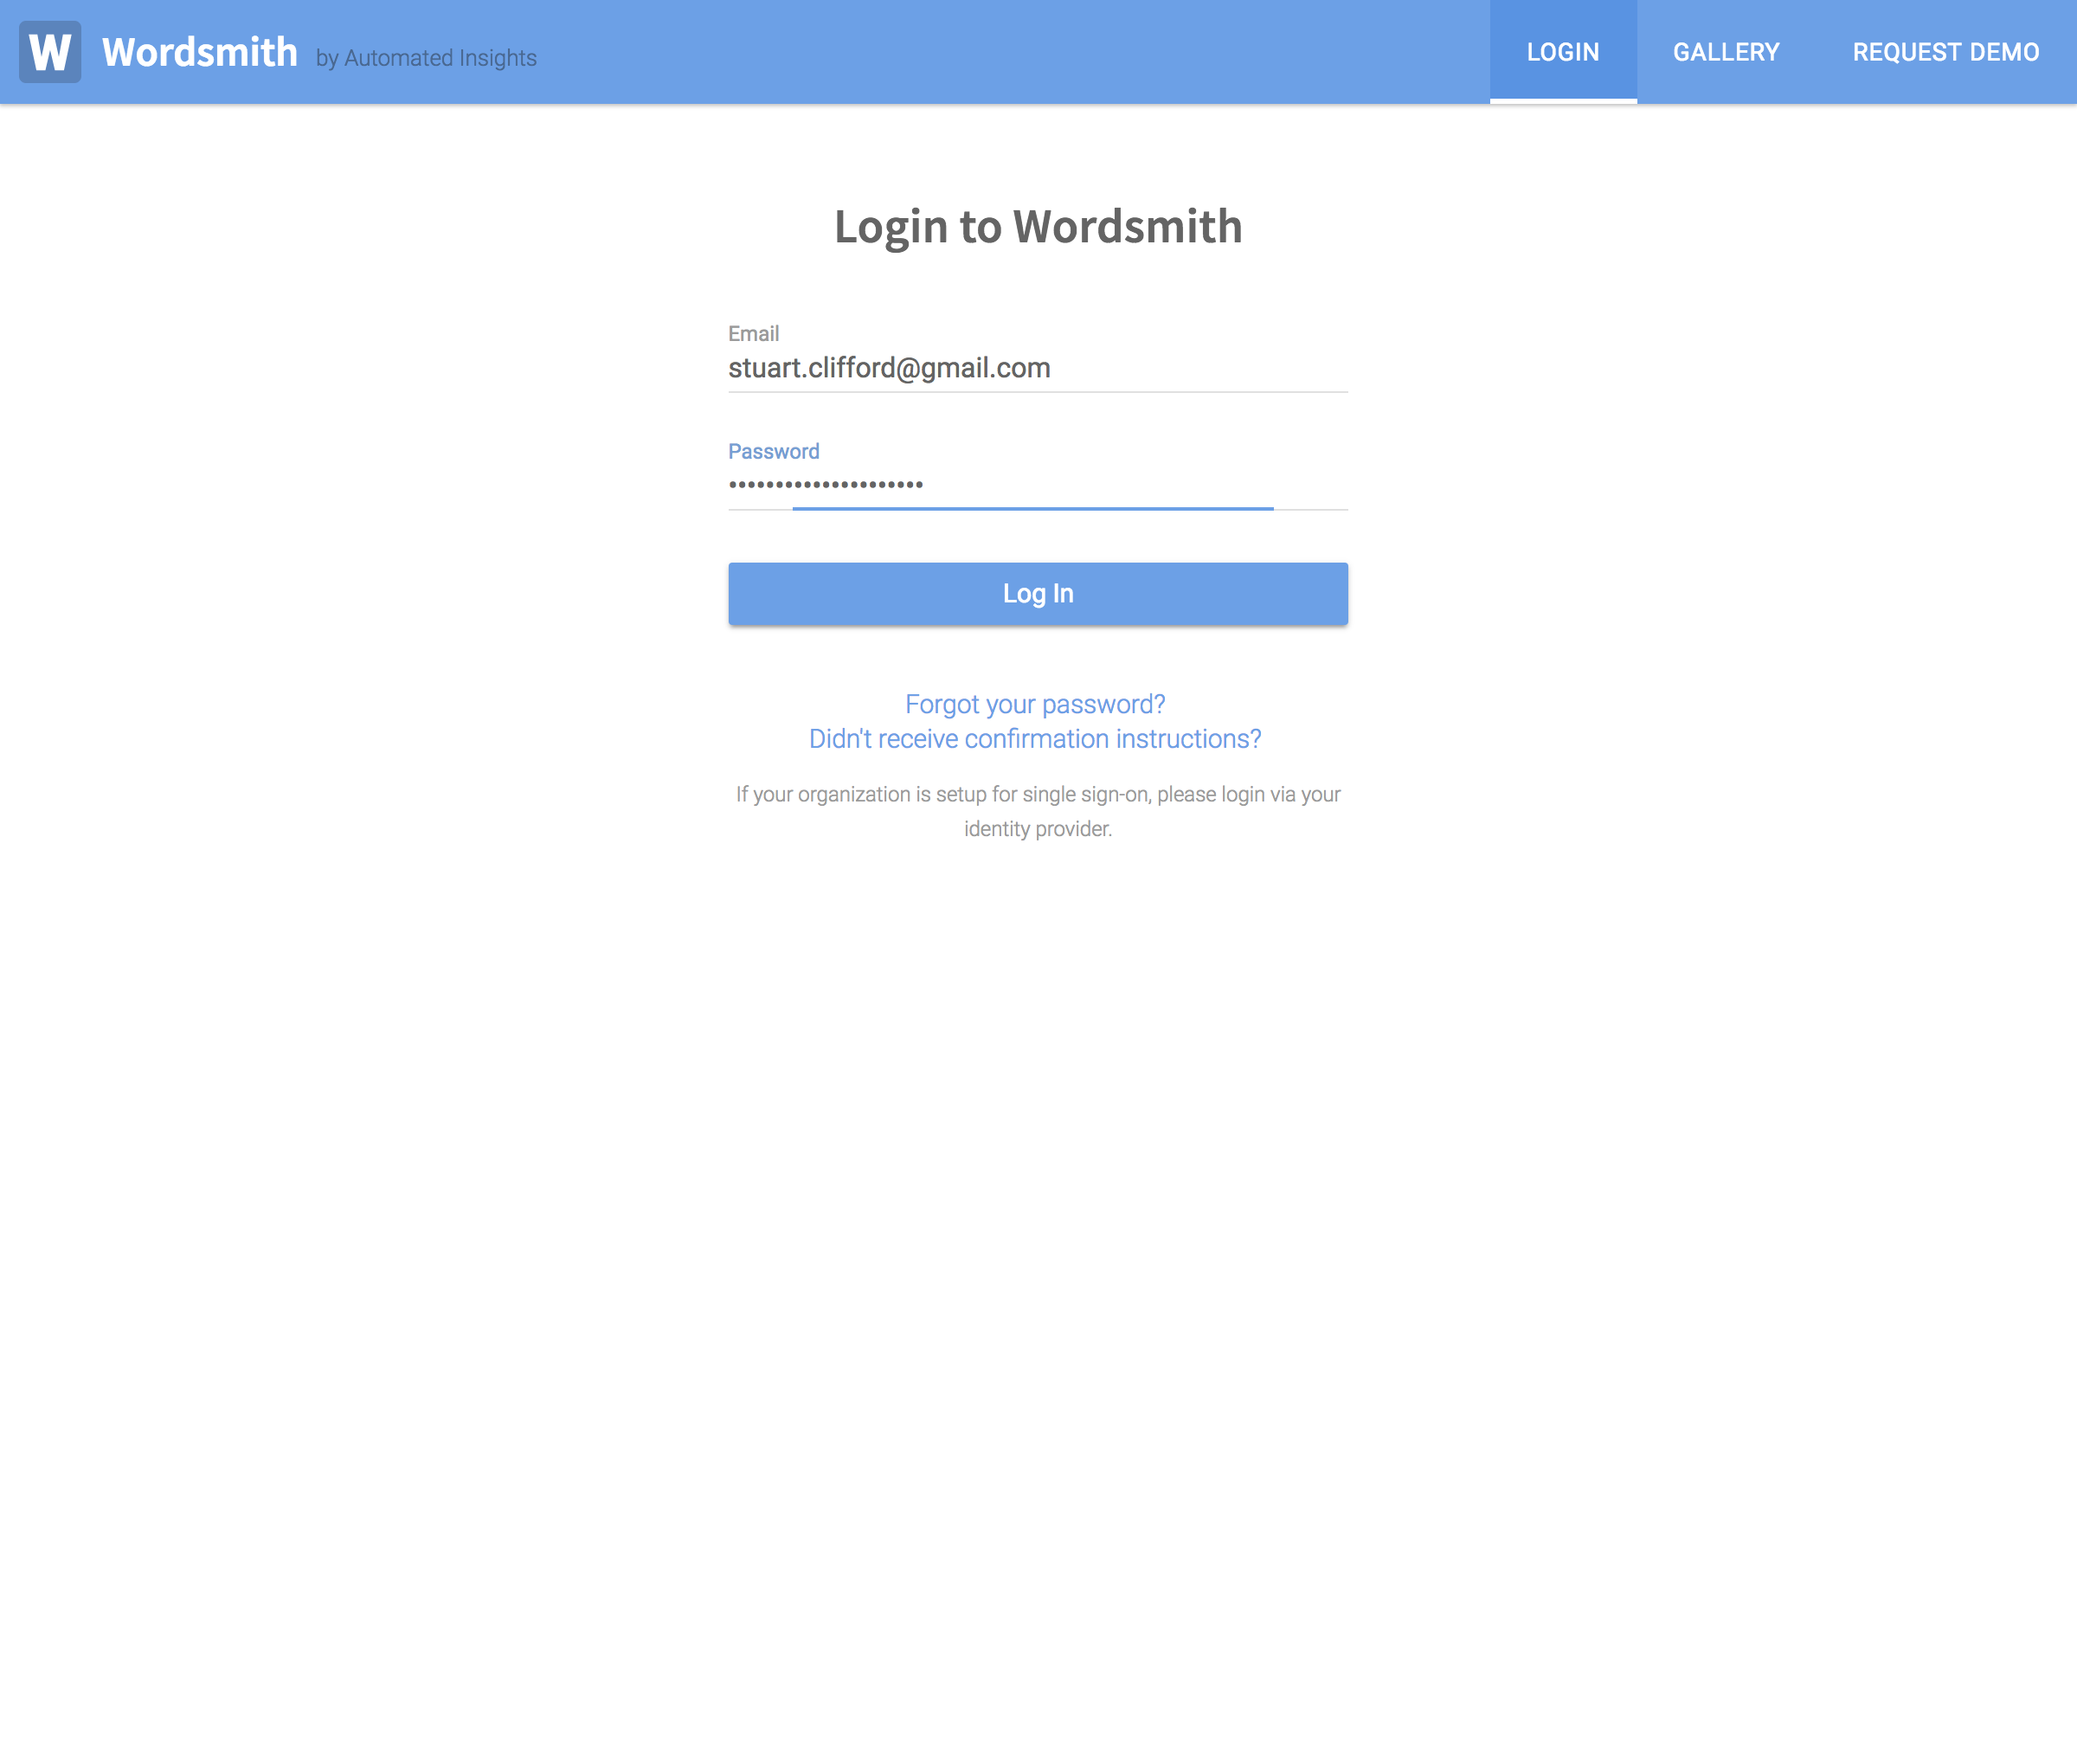 W Wordsmith by Automated Insights LOGIN GALLERY REQUEST DEMO
Login to Wordsmith
Email
stuart.clifford@gmail.com
Password
•••••••••••••••••••••
Log In
Forgot your password?
Didn't receive confirmation instructions?
If your organization is setup for single sign-on, please login via your
identity provider.